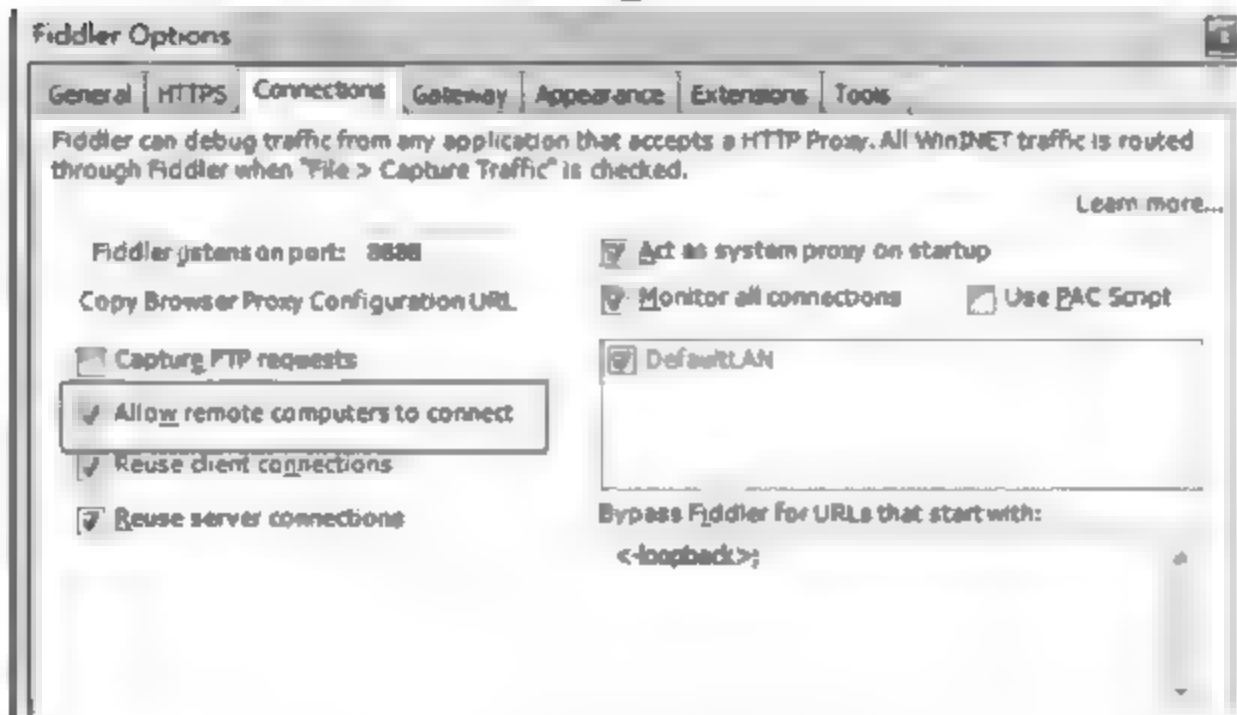 Fiddler Options
General HTTPS Connections Gateway Appearance Extensions Tools
Fiddler can debug traffic from any application that accepts a HTTP Proxy. All WinINET traffic is routed
through Fiddler when "File > Capture Traffic" is checked.
Learn more...
Fiddler listens on port:
Act as system proxy on startup
Copy Browser Proxy Configuration URL
Monitor all connections
Use PAC Script
Capture FTP requests
DefaultLAN
Allow remote computers to connect
Reuse client connections
Reuse server connections
Bypass Fiddler for URLs that start with:
<-loopback>;